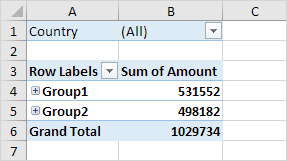 A B C
1 Country (All)
2
3 Row Labels Sum of Amount
4 Group1 531552
5 Group2 498182
6 Grand Total 1029734
7